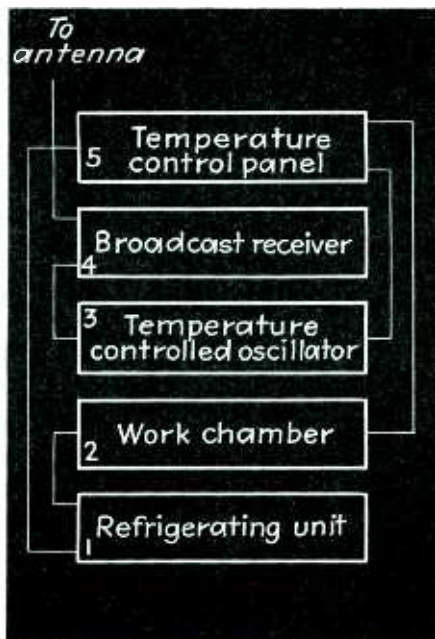 To
antenna
Temperature
5 control panel
Broadcast receiver
4
3 Temperature
controlled oscillator
Work chamber
2
Refrigerating unit
1